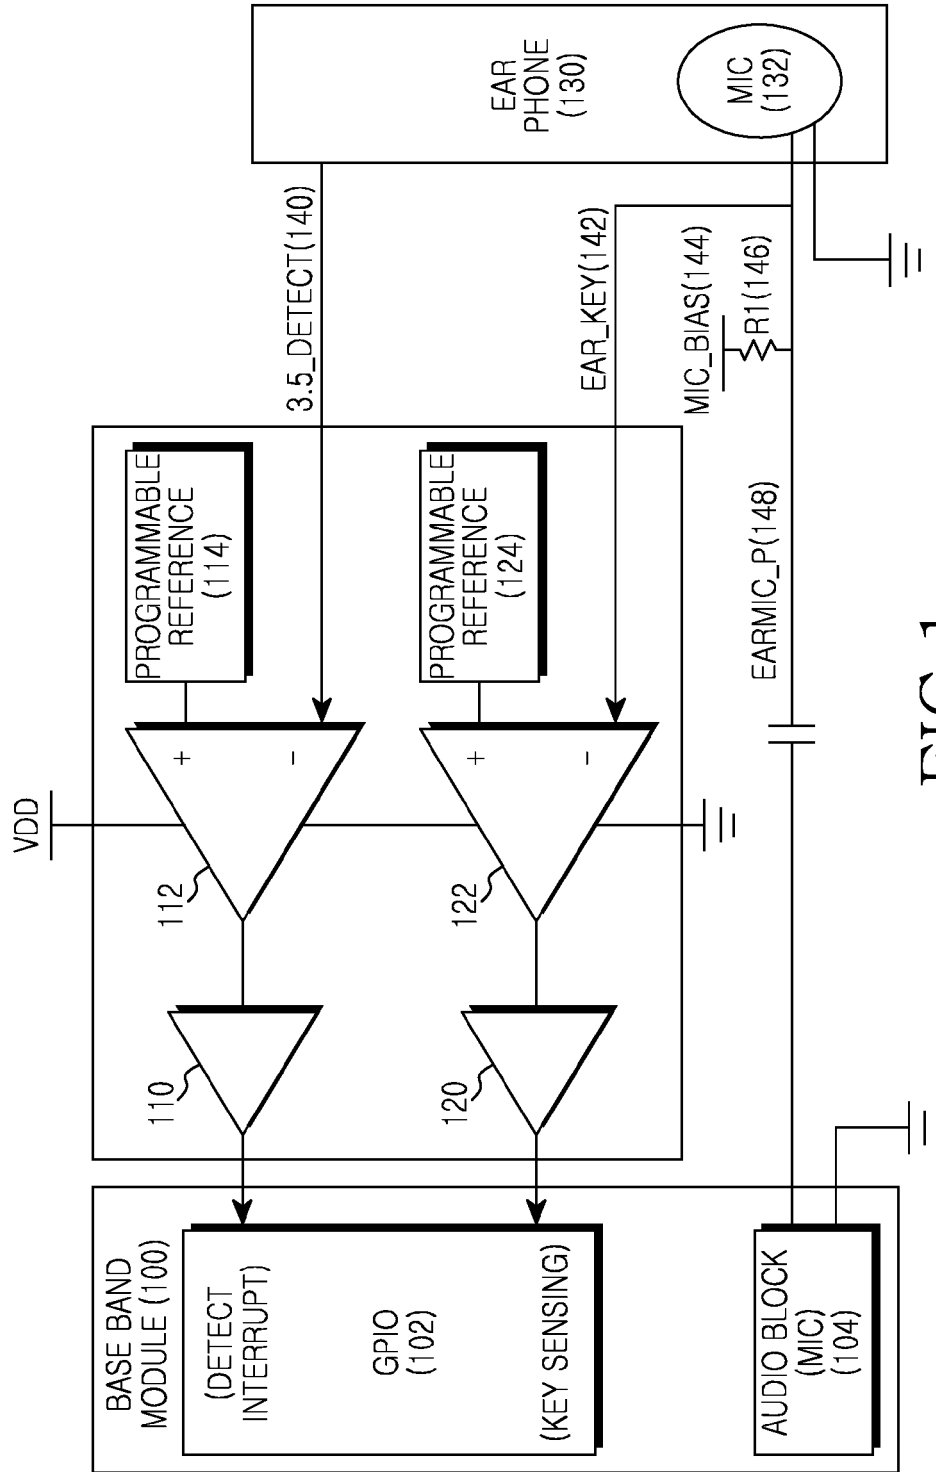 BASE BAND
MODULE (100)
(DETECT
INTERRUPT)
GPIO
(102)
(KEY SENSING)
AUDIO BLOCK
(MIC)
(104)
110
120
VDD
112
122
+
−
+
−
PROGRAMMABLE
REFERENCE
(114)
PROGRAMMABLE
REFERENCE
(124)
3.5_DETECT(140)
EAR_KEY(142)
MIC_BIAS(144)
R1(146)
EARMIC_P(148)
EAR
PHONE
(130)
MIC
(132)